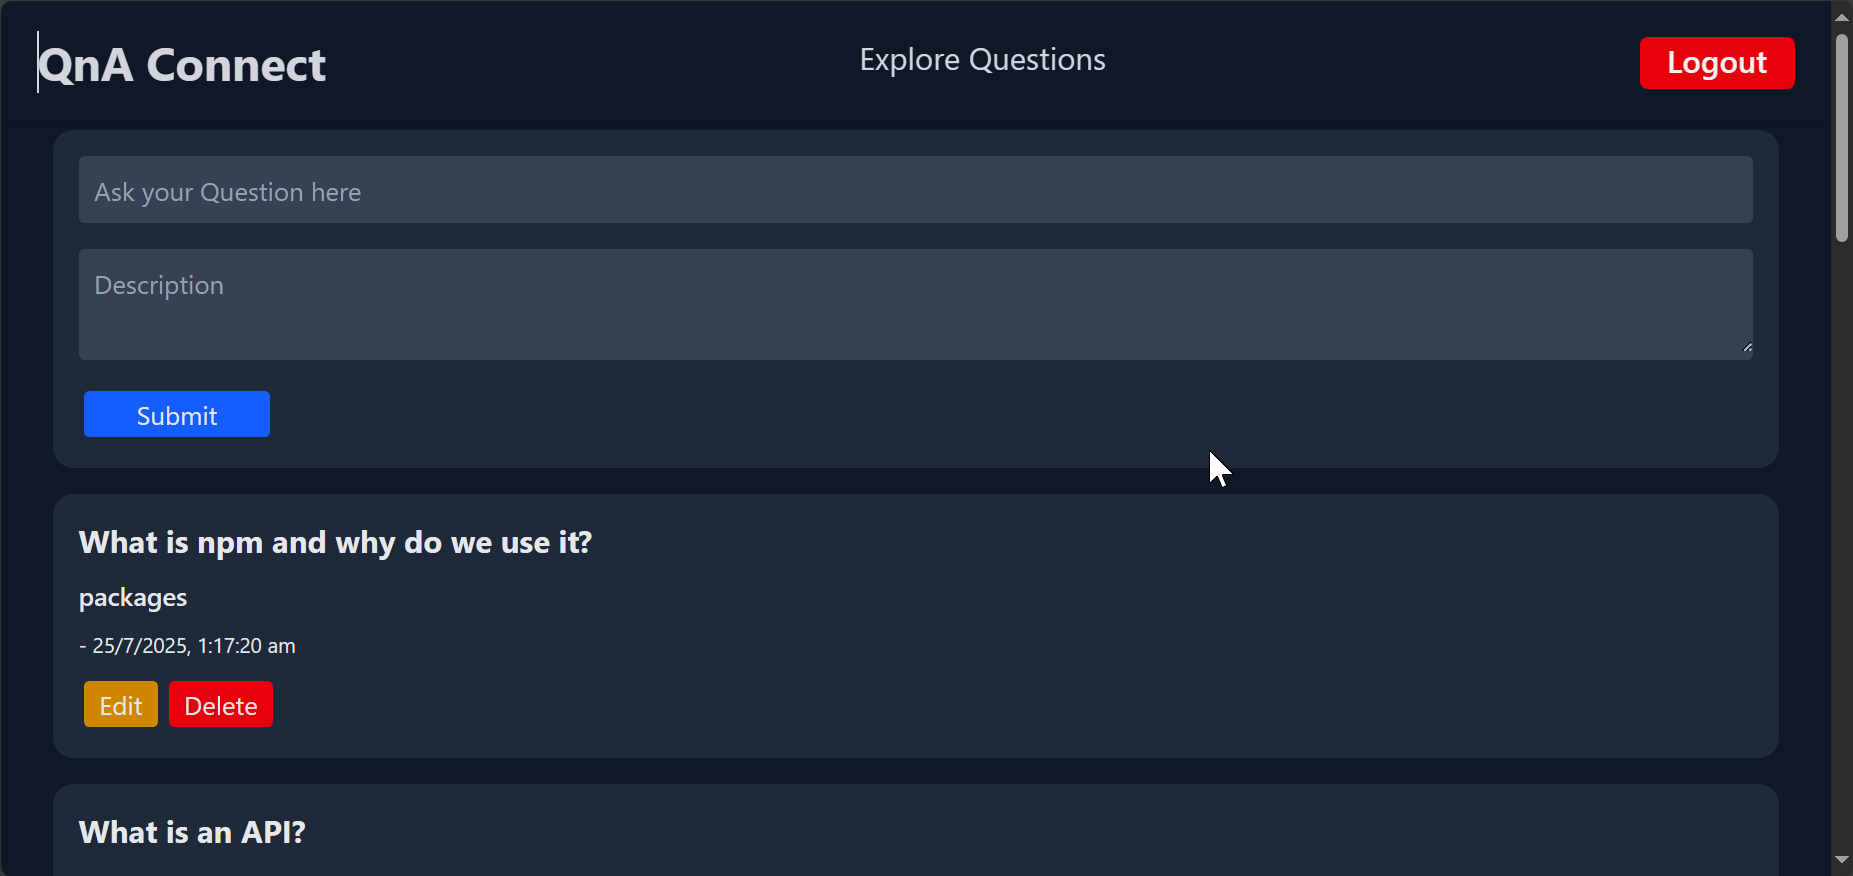 QnA Connect
Explore Questions
Logout
Ask your Question here
Description
Submit
What is npm and why do we use it?
packages
- 25/7/2025, 1:17:20 am
Edit
Delete
What is an API?